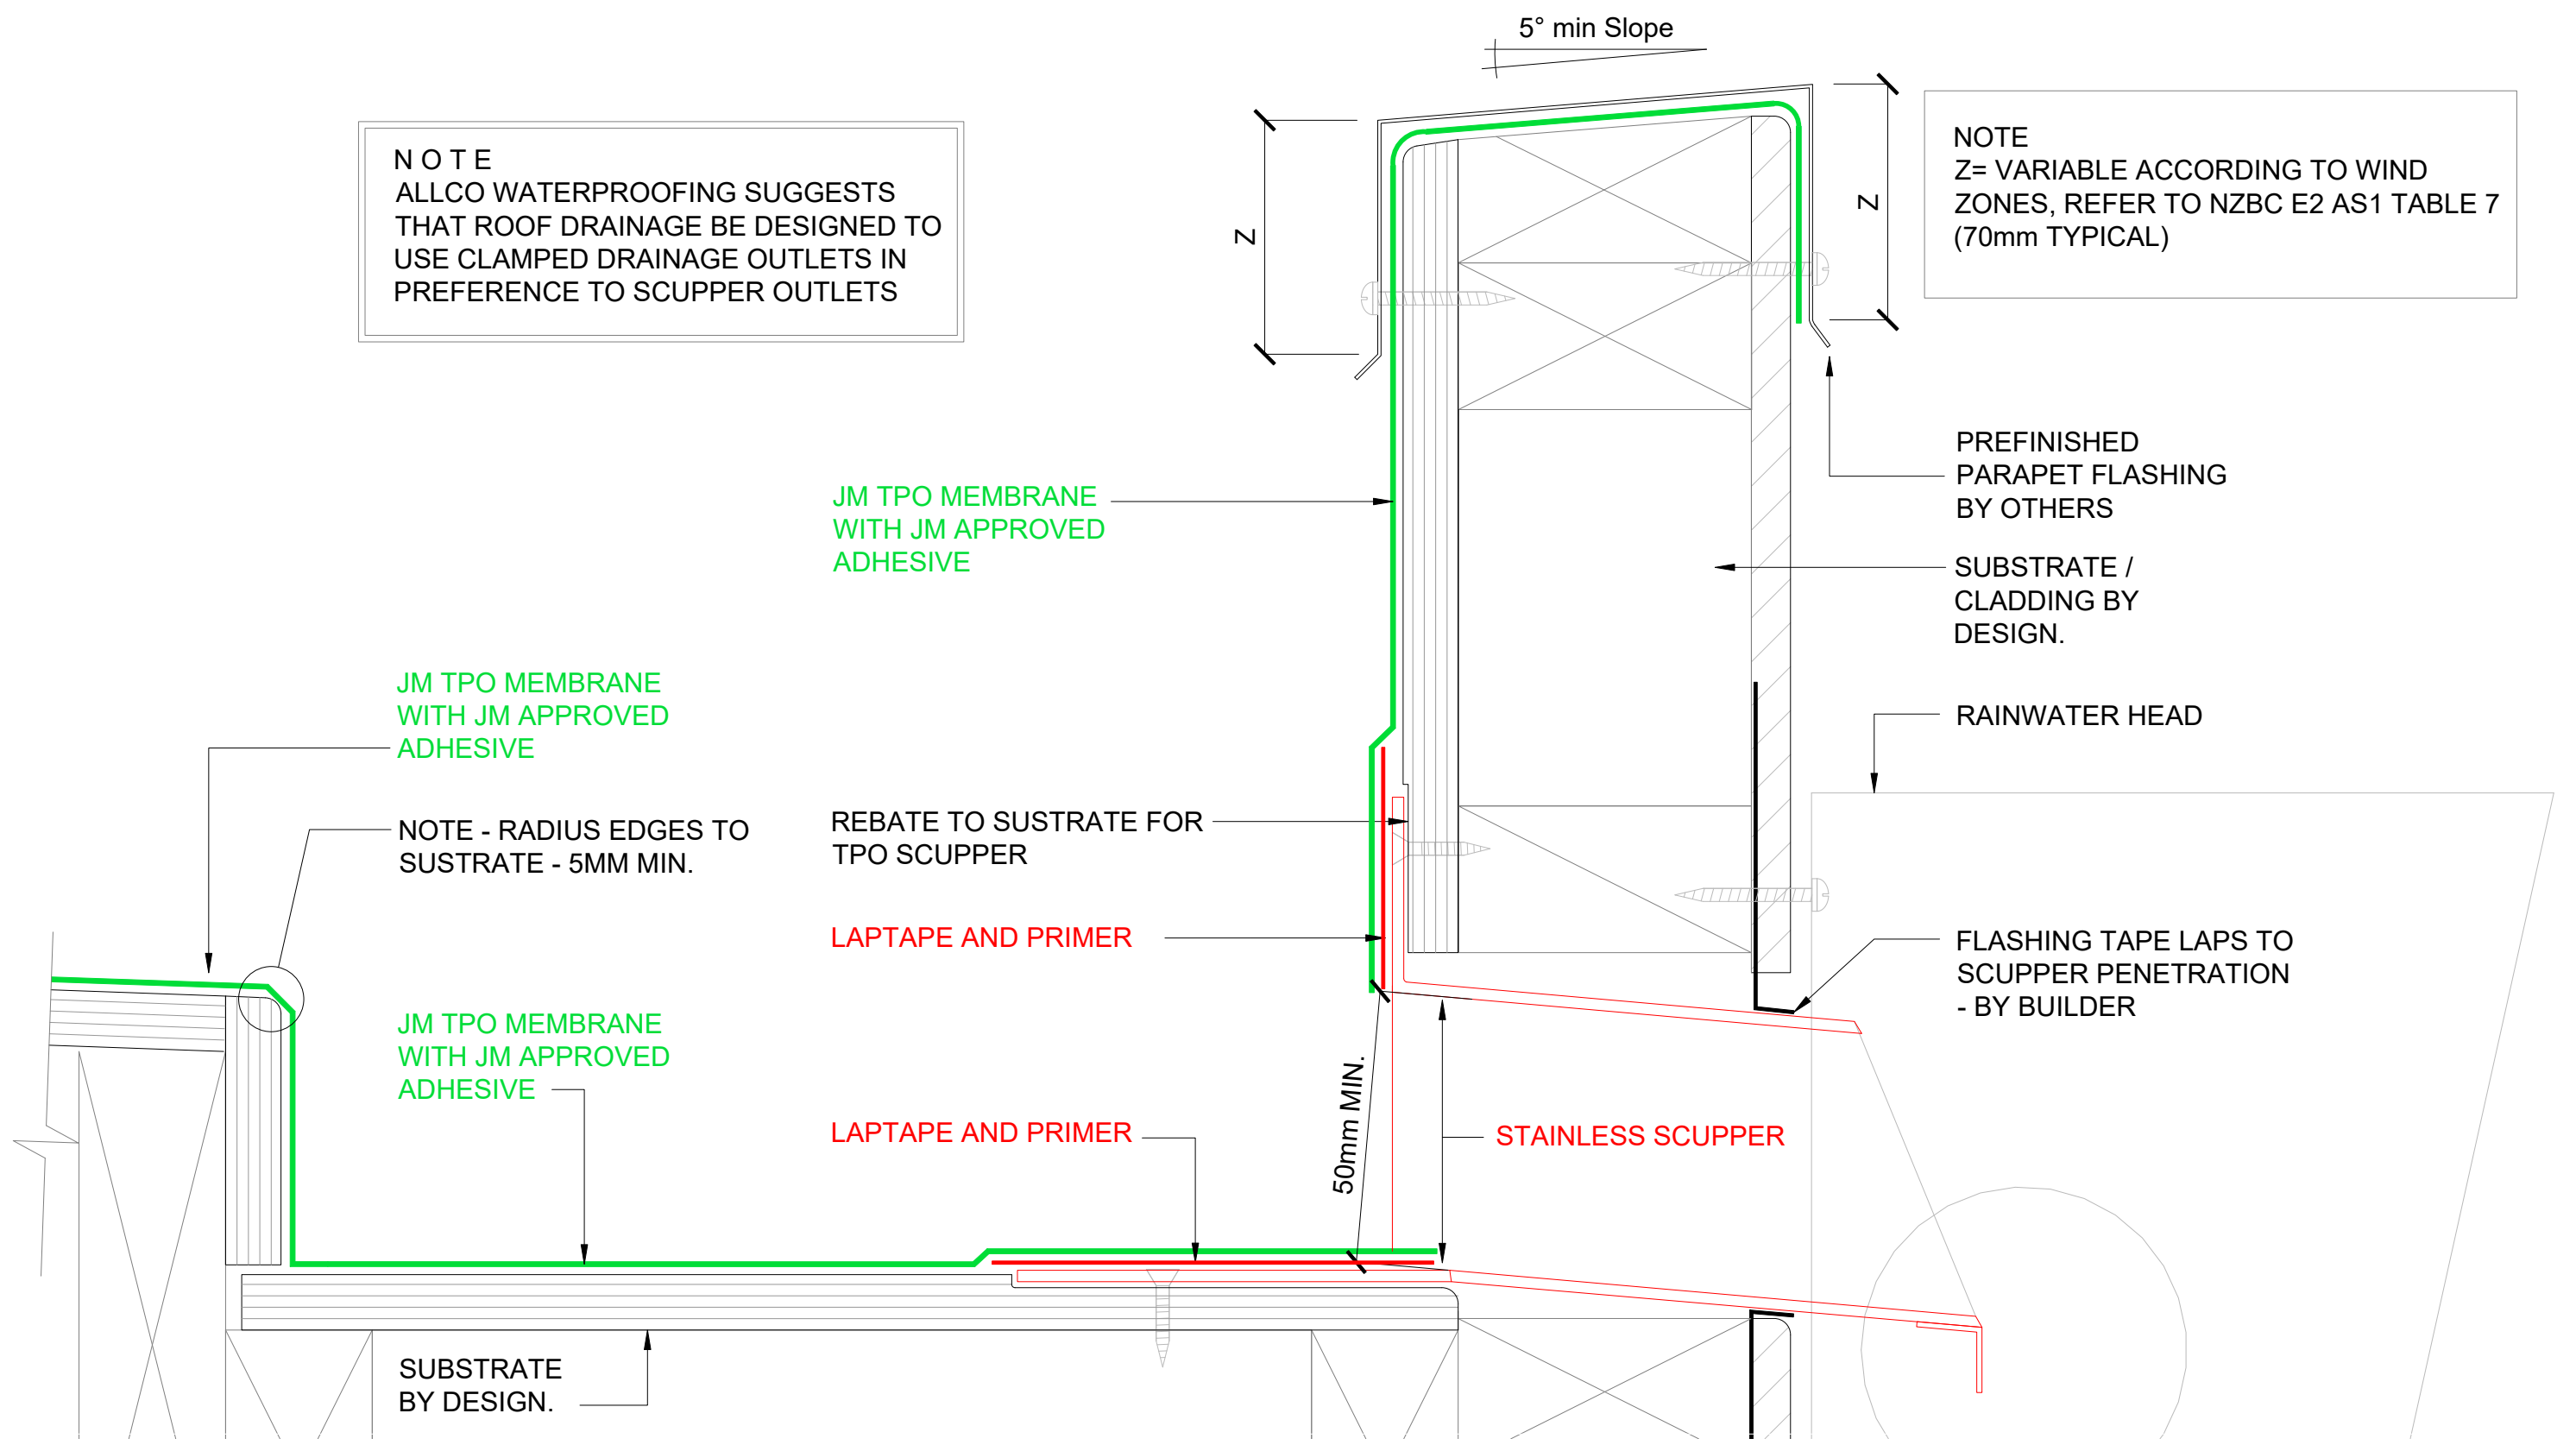 5° min Slope
N O T E
ALLCO WATERPROOFING SUGGESTS
THAT ROOF DRAINAGE BE DESIGNED TO
USE CLAMPED DRAINAGE OUTLETS IN
PREFERENCE TO SCUPPER OUTLETS
Z
Z
NOTE
Z= VARIABLE ACCORDING TO WIND
ZONES, REFER TO NZBC E2 AS1 TABLE 7
(70mm TYPICAL)
JM TPO MEMBRANE
WITH JM APPROVED
ADHESIVE
PREFINISHED
PARAPET FLASHING
BY OTHERS
SUBSTRATE /
CLADDING BY
DESIGN.
JM TPO MEMBRANE
WITH JM APPROVED
ADHESIVE
RAINWATER HEAD
NOTE - RADIUS EDGES TO
SUSTRATE - 5MM MIN.
REBATE TO SUSTRATE FOR
TPO SCUPPER
LAPTAPE AND PRIMER
FLASHING TAPE LAPS TO
SCUPPER PENETRATION
- BY BUILDER
JM TPO MEMBRANE
WITH JM APPROVED
ADHESIVE
LAPTAPE AND PRIMER
50mm MIN.
STAINLESS SCUPPER
SUBSTRATE
BY DESIGN.